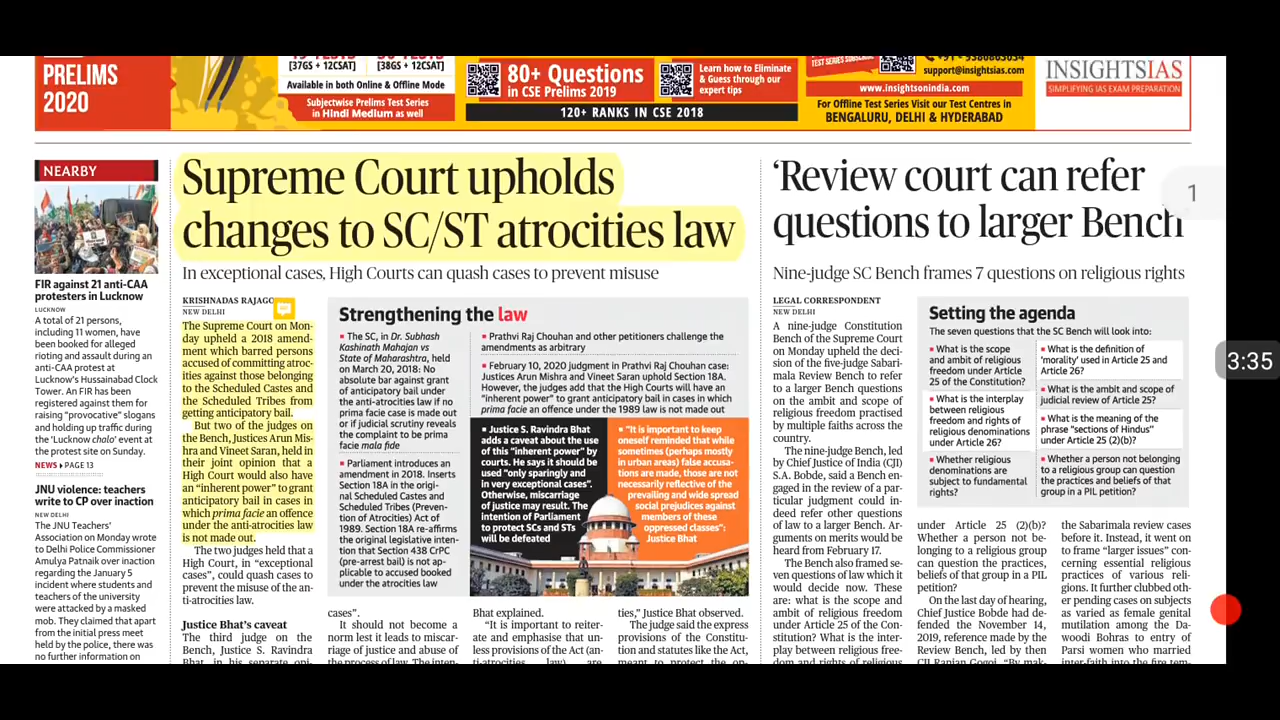 PRELIMS
2020
[37GS + 12CSAT]
[38GS + 12CSAT]
Available in both Online & Offline Mode
Subjectwise Prelims Test Series
in Hindi Medium as well
80+ Questions
in CSE Prelims 2019
Learn how to Eliminate
& Guess through our
expert tips
120+ RANKS IN CSE 2018
support@insightsias.com
www.insightsonindia.com
For Offline Test Series Visit our Test Centres in
BENGALURU, DELHI & HYDERABAD
INSIGHTSIAS
SIMPLIFYING IAS EXAM PREPARATION
NEARBY
FIR against 21 anti-CAA
protesters in Lucknow
LUCKNOW
A total of 21 persons,
including 11 women, have
been booked for alleged
rioting and assault during an
anti-CAA protest at
Lucknow's Hussainabad Clock
Tower. An FIR has been
registered against them for
raising “provocative” slogans
and holding up traffic during
the 'Lucknow chalo' event at
the protest site on Sunday.
NEWS PAGE 13
JNU violence: teachers
write to CP over inaction
NEW DELHI
The JNU Teachers'
Association on Monday wrote
to Delhi Police Commissioner
Amulya Patnaik over inaction
regarding the January 5
incident where students and
teachers of the university
were attacked by a masked
mob. They claimed that apart
from the initial press meet
held by the police, there was
no further information on
Supreme Court upholds
changes to SC/ST atrocities law
In exceptional cases, High Courts can quash cases to prevent misuse
KRISHNADAS RAJAGO
NEW DELHI
The Supreme Court on Mon-
day upheld a 2018 amend-
ment which barred persons
accused of committing atroc-
ities against those belonging
to the Scheduled Castes and
the Scheduled Tribes from
getting anticipatory bail.
But two of the judges on
the Bench, Justices Arun Mis-
hra and Vineet Saran, held in
their joint opinion that a
High Court would also have
an “inherent power” to grant
anticipatory bail in cases in
which prima facie an offence
under the anti-atrocities law
is not made out.
The two judges held that a
High Court, in “exceptional
cases”, could quash cases to
prevent the misuse of the an-
ti-atrocities law.
Justice Bhat's caveat
The third judge on the
Bench, Justice S. Ravindra
Bhat, in his separate opi-
Strengthening the law
The SC, in Dr. Subhash
Kashinath Mahajan vs
State of Maharashtra, held
on March 20, 2018: No
absolute bar against grant
of anticipatory bail under
the anti-atrocities law if no
prima facie case is made out
or if judicial scrutiny reveals
the complaint to be prima
facie mala fide
Parliament introduces an
amendment in 2018. Inserts
Section 18A in the origi-
nal Scheduled Castes and
Scheduled Tribes (Preven-
tion of Atrocities) Act of
1989. Section 18A re-affirms
the original legislative inten-
tion that Section 438 CrPC
(pre-arrest bail) is not ap-
plicable to accused booked
under the atrocities law
Prathvi Raj Chouhan and other petitioners challenge the
amendments as arbitrary
February 10, 2020 judgment in Prathvi Raj Chouhan case:
Justices Arun Mishra and Vineet Saran uphold Section 18A.
However, the judges add that the High Courts will have an
“inherent power” to grant anticipatory bail in cases in which
prima facie an offence under the 1989 law is not made out
Justice S. Ravindra Bhat
adds a caveat about the use
of this “inherent power” by
courts. He says it should be
used “only sparingly and
in very exceptional cases”.
Otherwise, miscarriage
of justice may result. The
intention of Parliament
to protect SCs and STs
will be defeated
“It is important to keep
oneself reminded that while
sometimes (perhaps mostly
in urban areas) false accusa-
tions are made, those are not
necessarily reflective of the
prevailing and wide spread
social prejudices against
members of these
oppressed classes”:
Justice Bhat
cases”.
It should not become a
norm lest it leads to miscar-
riage of justice and abuse of
the process of law. The inten-
Bhat explained.
“It is important to reiter-
ate and emphasise that un-
less provisions of the Act (an-
ti-atrocities law) are
ties,” Justice Bhat observed.
The judge said the express
provisions of the Constitu-
tion and statutes like the Act,
meant to protect the op-
‘Review court can refer
questions to larger Bench
Nine-judge SC Bench frames 7 questions on religious rights
LEGAL CORRESPONDENT
NEW DELHI
A nine-judge Constitution
Bench of the Supreme Court
on Monday upheld the deci-
sion of the five-judge Sabari-
mala Review Bench to refer
to a larger Bench questions
on the ambit and scope of
religious freedom practised
by multiple faiths across the
country.
The nine-judge Bench, led
by Chief Justice of India (CJI)
S.A. Bobde, said a Bench en-
gaged in the review of a par-
ticular judgment could in-
deed refer other questions
of law to a larger Bench. Ar-
guments on merits would be
heard from February 17.
The Bench also framed se-
ven questions of law which it
would decide now. These
are: what is the scope and
ambit of religious freedom
under Article 25 of the Con-
stitution? What is the inter-
play between religious free-
dom and rights of religious
Setting the agenda
The seven questions that the SC Bench will look into:
What is the scope
and ambit of religious
freedom under Article
25 of the Constitution?
What is the interplay
between religious
freedom and rights of
religious denominations
under Article 26?
Whether religious
denominations are
subject to fundamental
rights?
What is the definition of
‘morality’ used in Article 25 and
Article 26?
What is the ambit and scope of
judicial review of Article 25?
What is the meaning of the
phrase “sections of Hindus”
under Article 25 (2)(b)?
Whether a person not belonging
to a religious group can question
the practices and beliefs of that
group in a PIL petition?
under Article 25 (2)(b)?
Whether a person not be-
longing to a religious group
can question the practices,
beliefs of that group in a PIL
petition?
On the last day of hearing,
Chief Justice Bobde had de-
fended the November 14,
2019, reference made by the
Review Bench, led by then
CJI Ranjan Gogoi. “By mak-
the Sabarimala review cases
before it. Instead, it went on
to frame “larger issues” con-
cerning essential religious
practices of various reli-
gions. It further clubbed oth-
er pending cases on subjects
as varied as female genital
mutilation among the Da-
woodi Bohras to entry of
Parsi women who married
inter-faith into the fire tem-
1
3:35